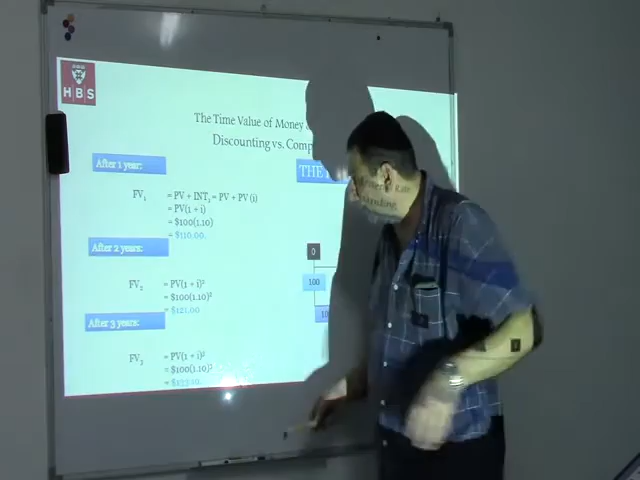 HBS
The Time Value of Money
Discounting vs. Comp
After 1 year:
THE
FV1 = PV + INT1 = PV + PV (i)
= PV(1 + i)
= $100(1.10)
= $110.00.
Rate
After 2 years:
0
FV2 = PV(1 + i)²
100
= $100(1.10)²
= $121.00
After 3 years:
FV3 = PV(1 + i)³
= $100(1.10)³